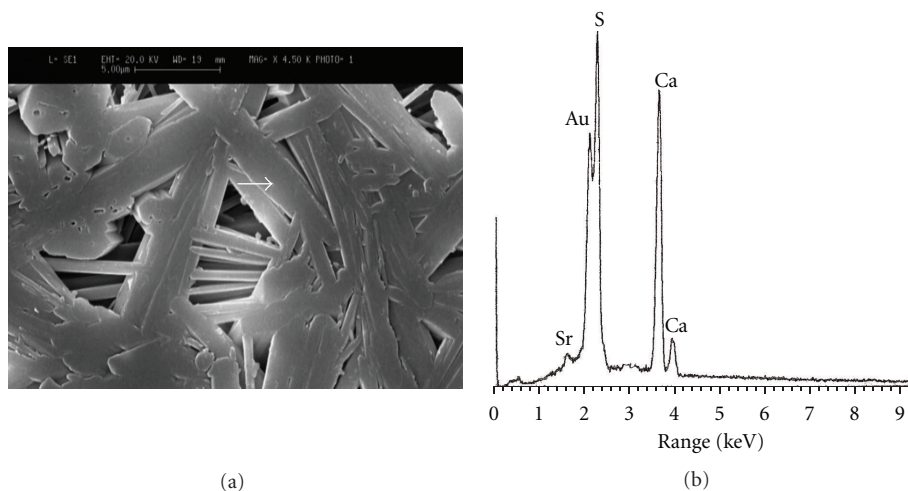 L= SE1 EHT= 20.0 KV WD= 19 mm MAG= X 4.50 K PHOTO= 1
5.00µm
(a)
S
Au
Ca
Sr
Ca
0 1 2 3 4 5 6 7 8 9
Range (keV)
(b)